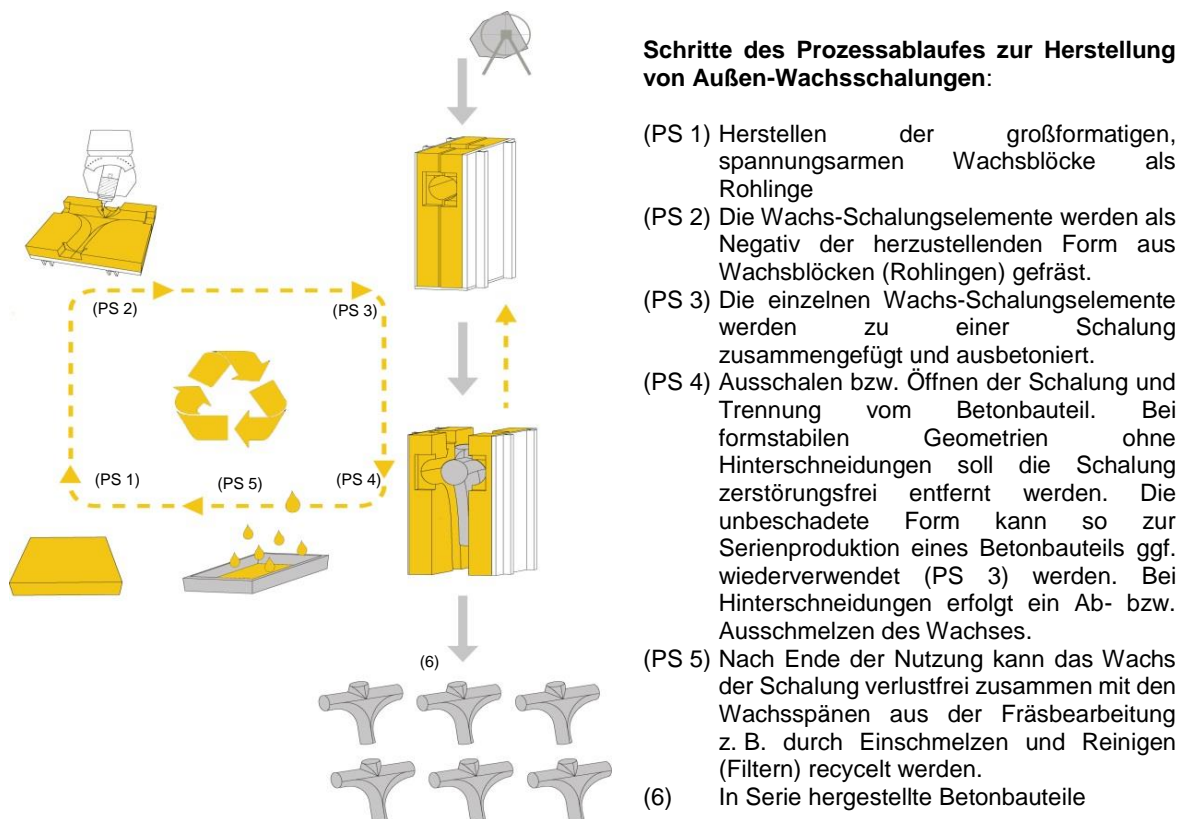 Schritte des Prozessablaufes zur Herstellung
von Außen-Wachsschalungen:
(PS 1) Herstellen der großformatigen,
spannungsarmen Wachsblöcke als
Rohlinge
(PS 2) Die Wachs-Schalungselemente werden als
Negativ der herzustellenden Form aus
Wachsblöcken (Rohlingen) gefräst.
(PS 3) Die einzelnen Wachs-Schalungselemente
werden zu einer Schalung
zusammengefügt und ausbetoniert.
(PS 4) Ausschalen bzw. Öffnen der Schalung und
Trennung vom Betonbauteil. Bei
formstabilen Geometrien ohne
Hinterschneidungen soll die Schalung
zerstörungsfrei entfernt werden. Die
unbeschadete Form kann so zur
Serienproduktion eines Betonbauteils ggf.
wiederverwendet (PS 3) werden. Bei
Hinterschneidungen erfolgt ein Ab- bzw.
Ausschmelzen des Wachses.
(PS 5) Nach Ende der Nutzung kann das Wachs
der Schalung verlustfrei zusammen mit den
Wachsspänen aus der Fräsbearbeitung
z. B. durch Einschmelzen und Reinigen
(Filtern) recycelt werden.
(6) In Serie hergestellte Betonbauteile
(PS 2)
(PS 3)
(PS 1)
(PS 5)
(PS 4)
(6)